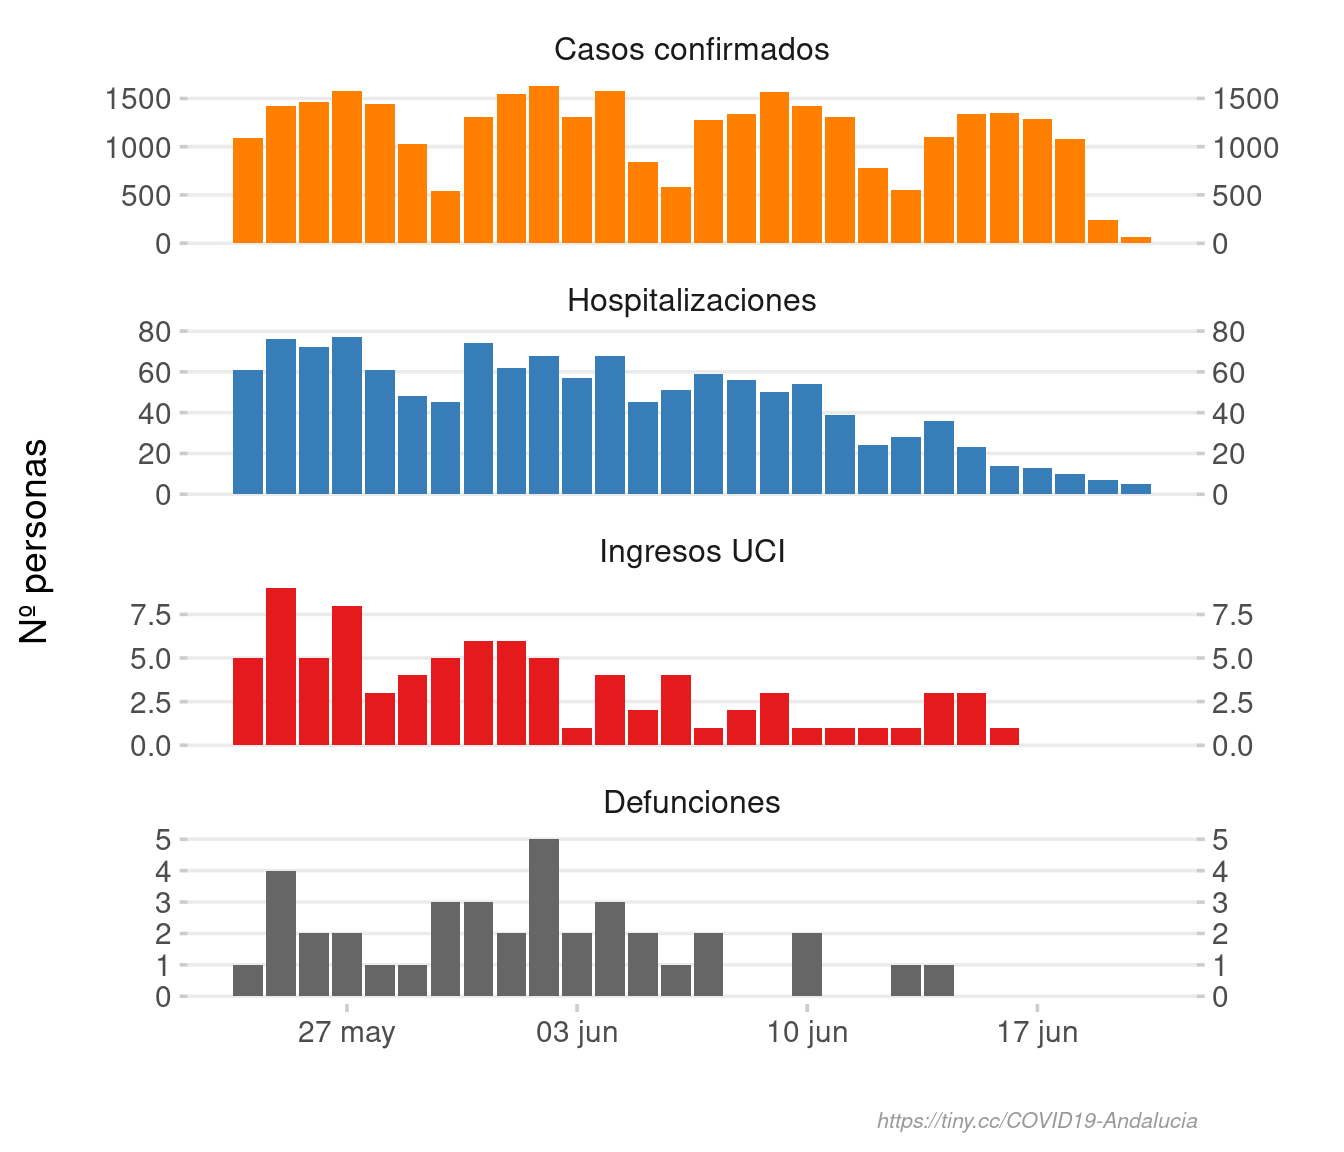 Casos confirmados
1500 1500
1000 1000
500 500
0 0
Hospitalizaciones
80 80
60 60
40 40
20 20
0 0
Nº personas
Ingresos UCI
7.5 7.5
5.0 5.0
2.5 2.5
0.0 0.0
Defunciones
5 5
4 4
3 3
2 2
1 1
0 0
27 may 03 jun 10 jun 17 jun
https://tiny.cc/COVID19-Andalucia